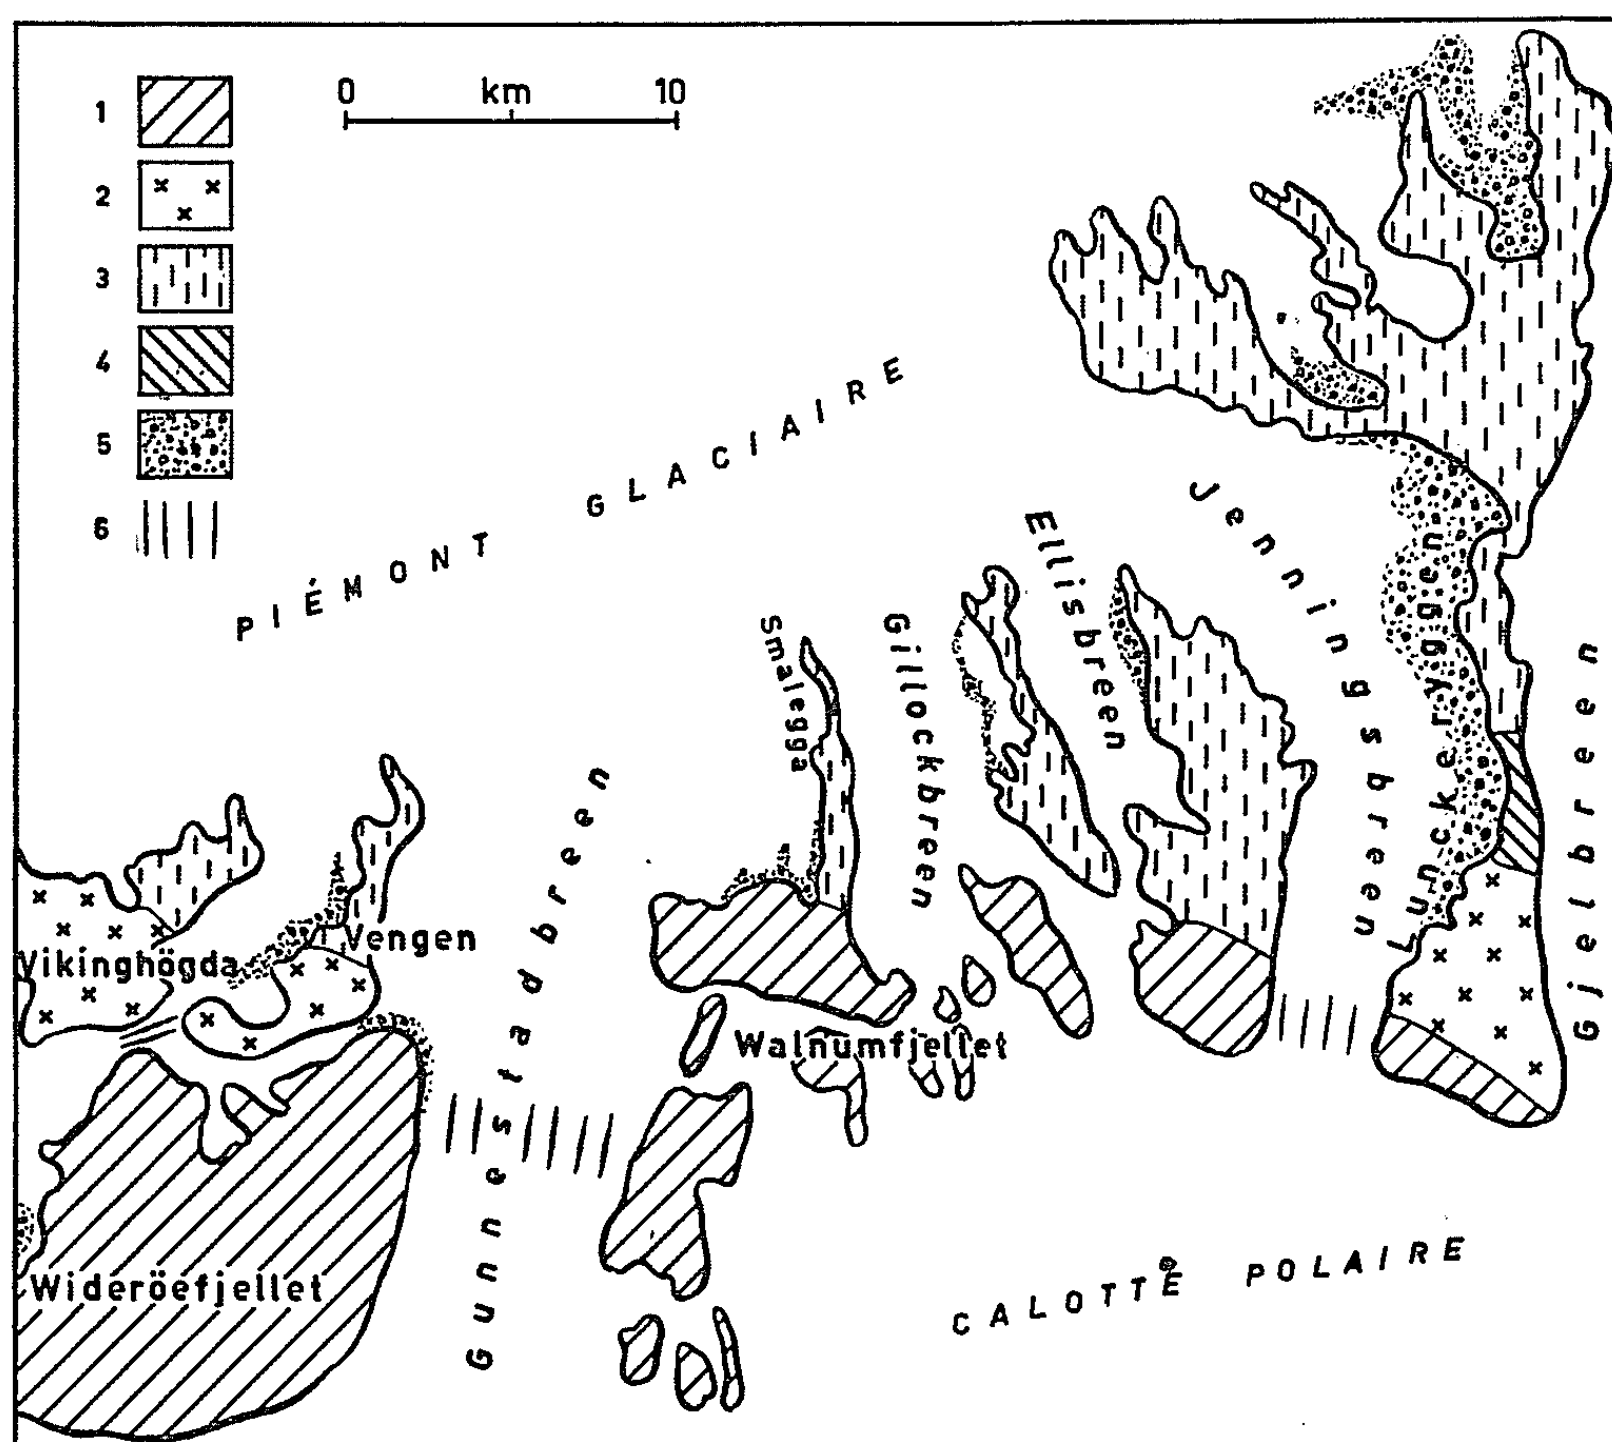 0 km 10
1
2
3
4
5
6
PIÉMONT GLACIAIRE
Jenningsbreen
Ellisbreen
Gillockbreen
Smalegga
Lunckeryggen
Gjelbreen
Gunnestadbreen
Vengen
Vikinghögda
Walnumfjellet
Wideröefjellet
CALOTTE POLAIRE